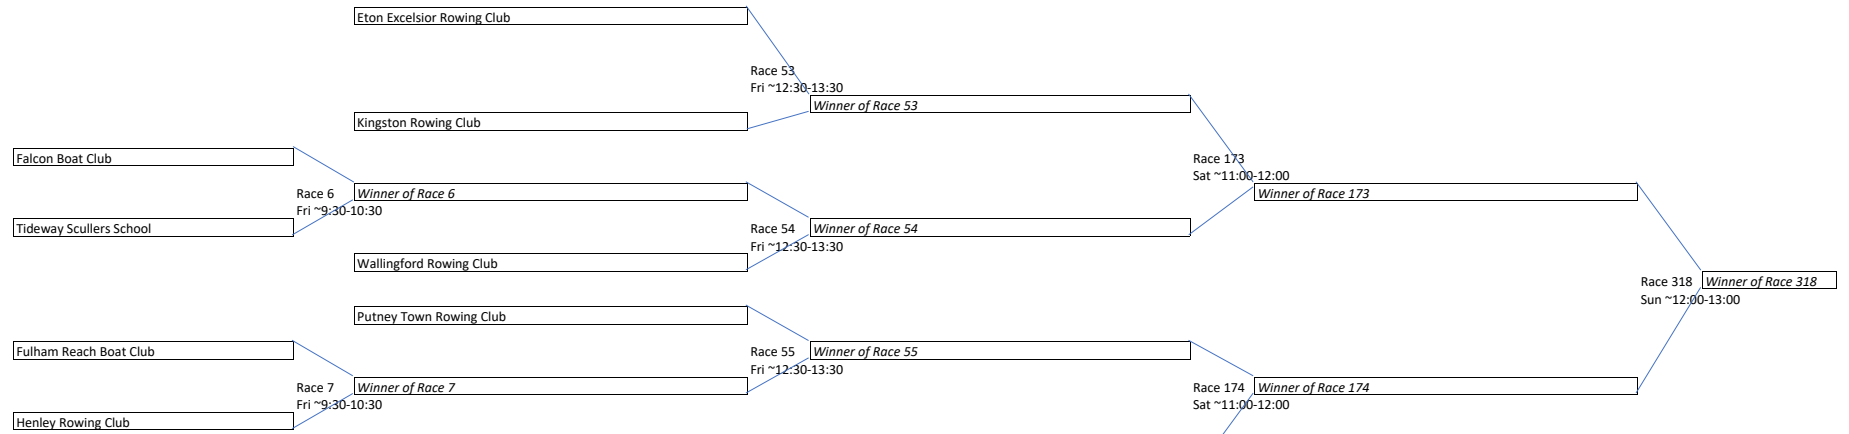 Eton Excelsior Rowing Club
Race 53
Fri ~12:30-13:30
Winner of Race 53
Kingston Rowing Club
Falcon Boat Club
Race 173
Sat ~11:00-12:00
Race 6
Winner of Race 6
Winner of Race 173
Fri ~9:30-10:30
Tideway Scullers School
Race 54
Winner of Race 54
Fri ~12:30-13:30
Wallingford Rowing Club
Race 318
Winner of Race 318
Sun ~12:00-13:00
Putney Town Rowing Club
Fulham Reach Boat Club
Race 55
Winner of Race 55
Fri ~12:30-13:30
Race 7
Winner of Race 7
Race 174
Winner of Race 174
Fri ~9:30-10:30
Sat ~11:00-12:00
Henley Rowing Club